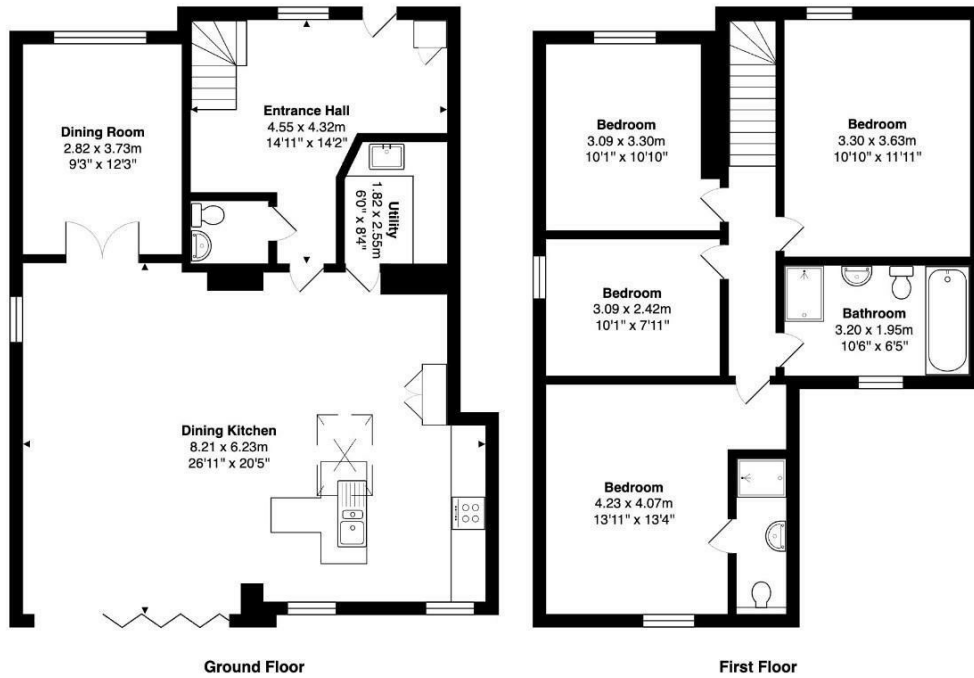 Dining Room
2.82 x 3.73m
9'3" x 12'3"
Entrance Hall
4.55 x 4.32m
14'11" x 14'2"
Utility
1.82 x 2.55m
6'0" x 8'4"
Dining Kitchen
8.21 x 6.23m
26'11" x 20'5"
Ground Floor
Bedroom
3.09 x 3.30m
10'1" x 10'10"
Bedroom
3.30 x 3.63m
10'10" x 11'11"
Bedroom
3.09 x 2.42m
10'1" x 7'11"
Bathroom
3.20 x 1.95m
10'6" x 6'5"
Bedroom
4.23 x 4.07m
13'11" x 13'4"
First Floor